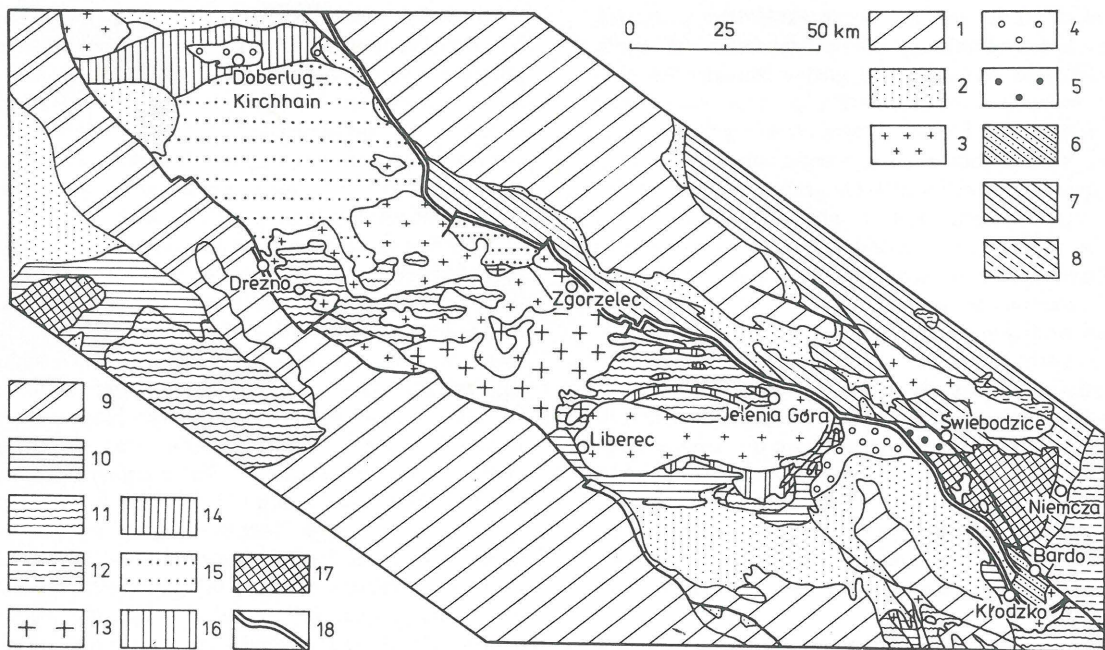 0 25 50 km
1
2
3
4
5
6
7
8
9
10
11
12
13
14
15
16
17
18
Doberlug-
Kirchhain
Drezno
Zgorzelec
Jelenia Góra
Liberec
Świebodzice
Niemcza
Bardo
Kłodzko